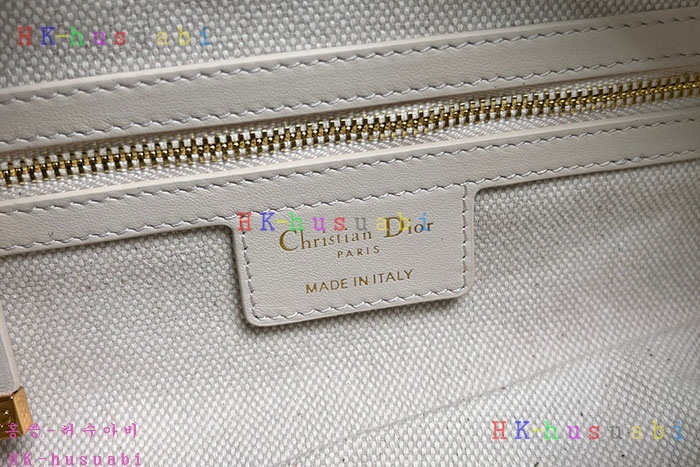 HK-husuabi
HK-husuabi
Christian Dior
PARIS
MADE IN ITALY
HK-husuabi
홍콩-허수아비
HK-husuabi